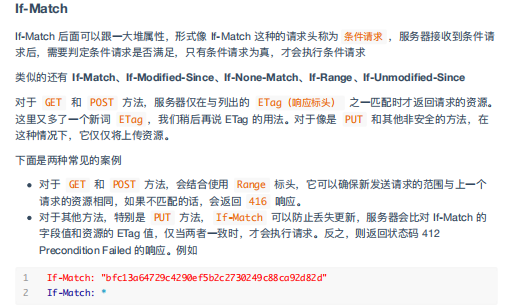 If-Match
If-Match 后面可以跟一大堆属性，形式像 If-Match 这种的请求头称为 条件请求 ，服务器接收到条件请
求后，需要判定条件请求是否满足，只有条件请求为真，才会执行条件请求
类似的还有 If-Match、If-Modified-Since、If-None-Match、If-Range、If-Unmodified-Since
对于 GET 和 POST 方法，服务器仅在与列出的 ETag（响应标头） 之一匹配时才返回请求的资源。
这里又多了一个新词 ETag ，我们稍后再说 ETag 的用法。对于像是 PUT 和其他非安全的方法，在
这种情况下，它仅仅将上传资源。
下面是两种常见的案例
对于 GET 和 POST 方法，会结合使用 Range 标头，它可以确保新发送请求的范围与上一个
请求的资源相同，如果不匹配的话，会返回 416 响应。
对于其他方法，特别是 PUT 方法， If-Match 可以防止丢失更新，服务器会比对 If-Match 的
字段值和资源的 ETag 值，仅当两者一致时，才会执行请求。反之，则返回状态码 412
Precondition Failed 的响应。例如
1 If-Match: "bfc13a64729c4290ef5b2c2730249c88ca92d82d"
2 If-Match: *